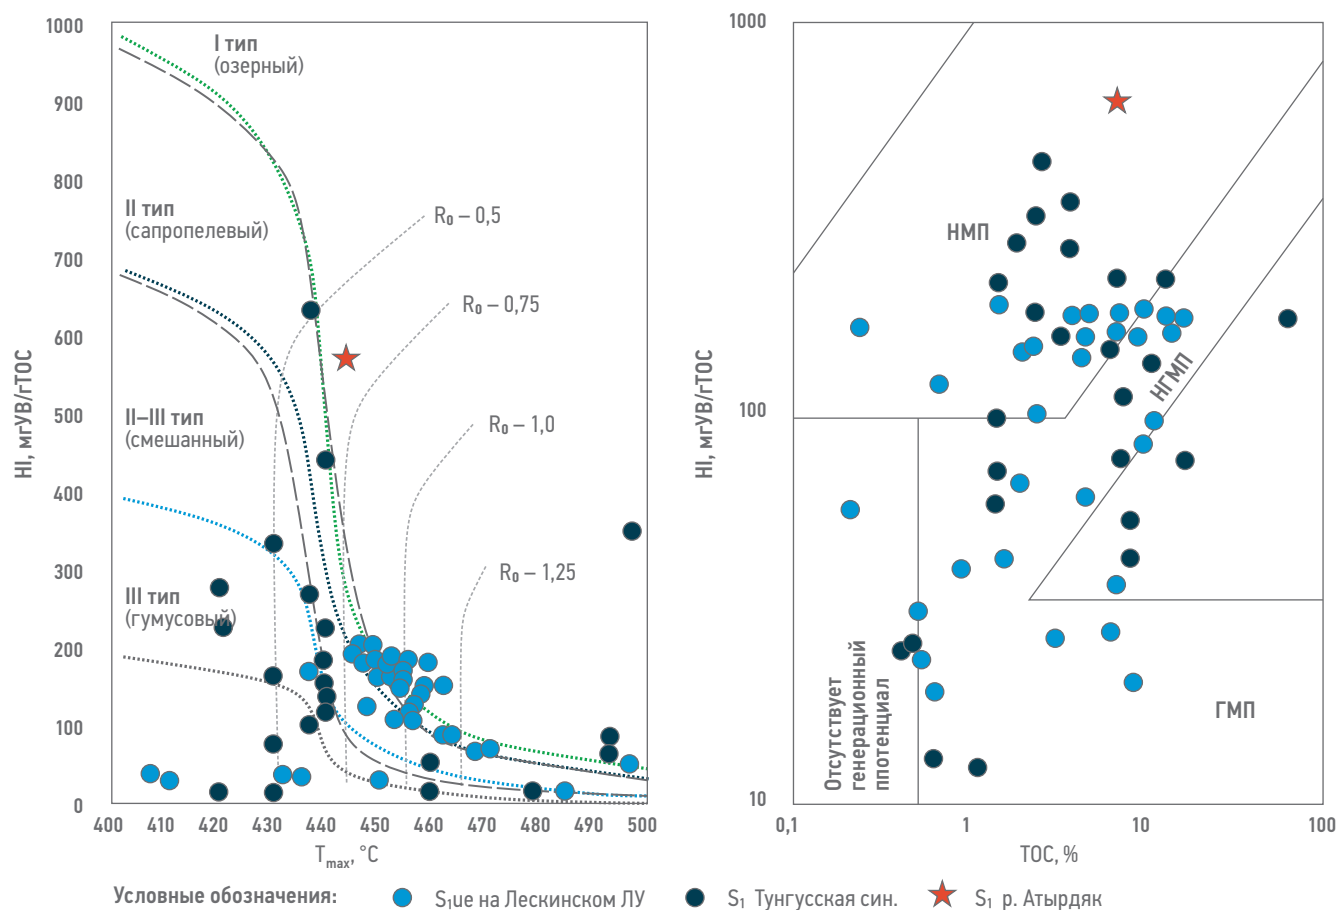 1000
900
800
700
600
500
400
300
200
100
0
HI, мгУВ/гТОС
I тип
(озерный)
II тип
(сапропелевый)
II–III тип
(смешанный)
III тип
(гумусовый)
R₀ – 0,5
R₀ – 0,75
R₀ – 1,0
R₀ – 1,25
400 410 420 430 440 450 460 470 480 490 500
Tmax, °C
1000
100
10
HI, мгУВ/гТОС
НМП
НГМП
ГМП
Отсутствует
генерационный
ппотенциал
0,1 1 10 100
ТОС, %
Условные обозначения: S₁ue на Лескинском ЛУ S₁ Тунгусская син. S₁ р. Атырдяк